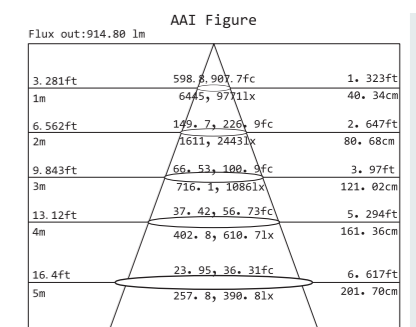 AAI Figure
Flux out:914.80 lm
3.281ft 598.8,907.7fc 1.323ft
1m 6445, 9771lx 40.34cm
6.562ft 149.7, 226.9fc 2.647ft
2m 1611, 2443lx 80.68cm
9.843ft 66.53, 100.9fc 3.97ft
3m 716.1, 1086lx 121.02cm
13.12ft 37.42, 56.73fc 5.294ft
4m 402.8, 610.7lx 161.36cm
16.4ft 23.95, 36.31fc 6.617ft
5m 257.8, 390.8lx 201.70cm